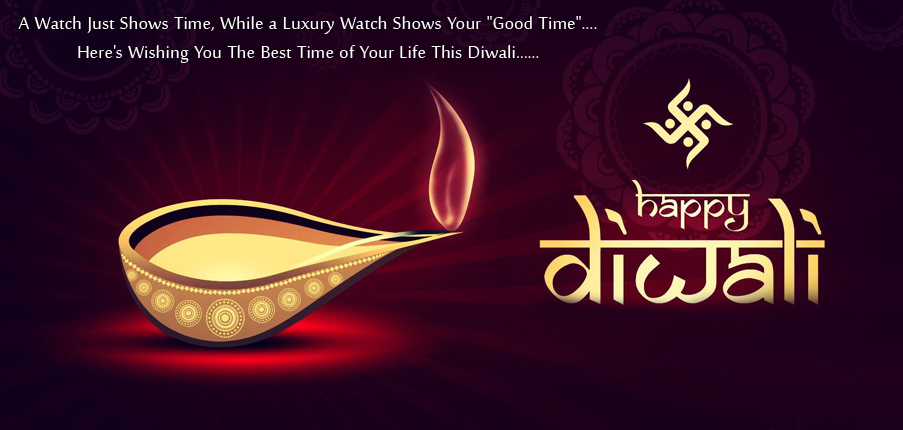 A Watch Just Shows Time, While a Luxury Watch Shows Your "Good Time"....
Here's Wishing You The Best Time of Your Life This Diwali......
happy
diwali